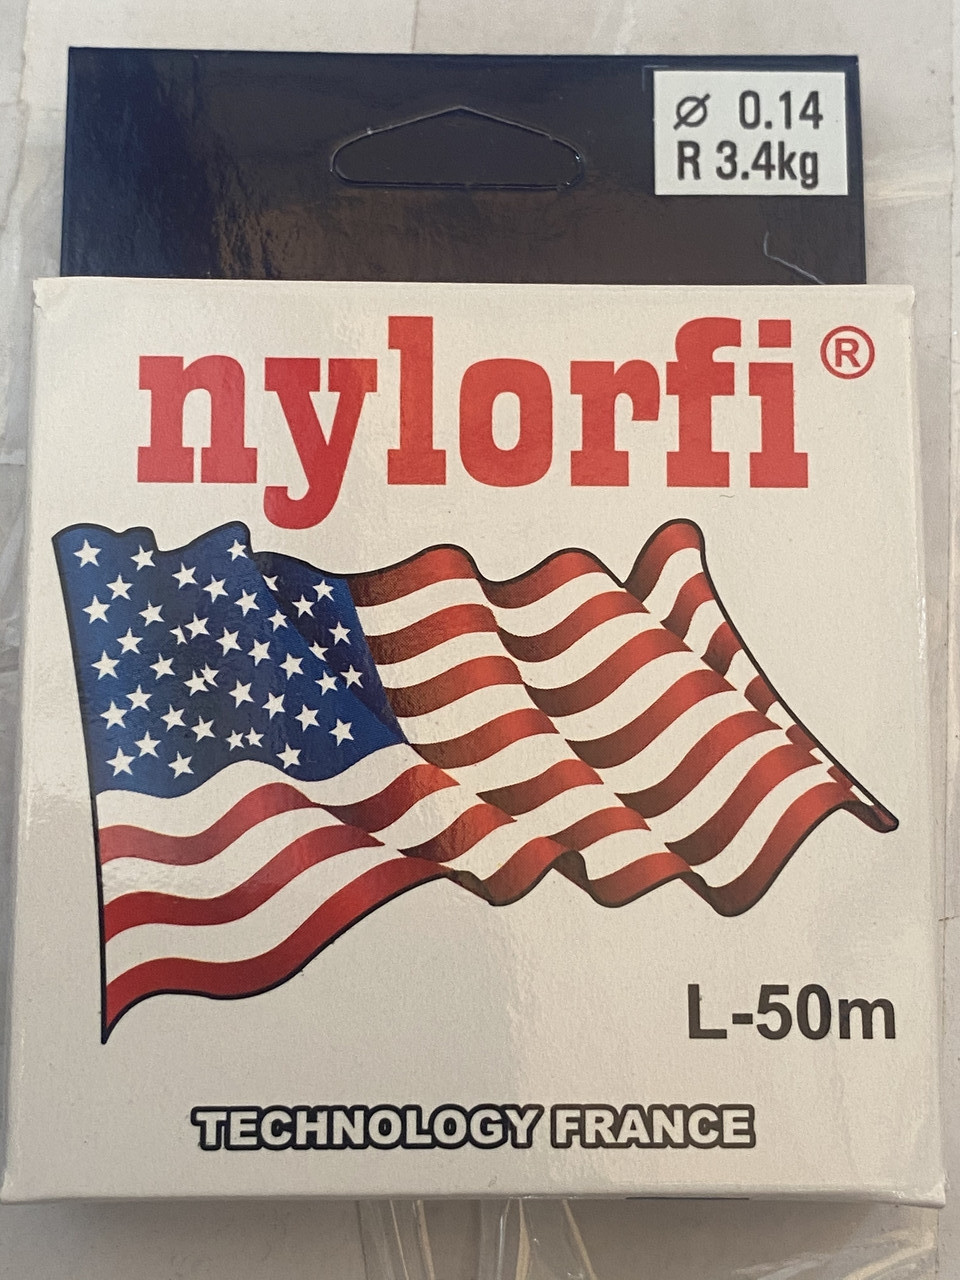 ⌀ 0.14
R 3.4kg
nylorfi®
L-50m
TECHNOLOGY FRANCE